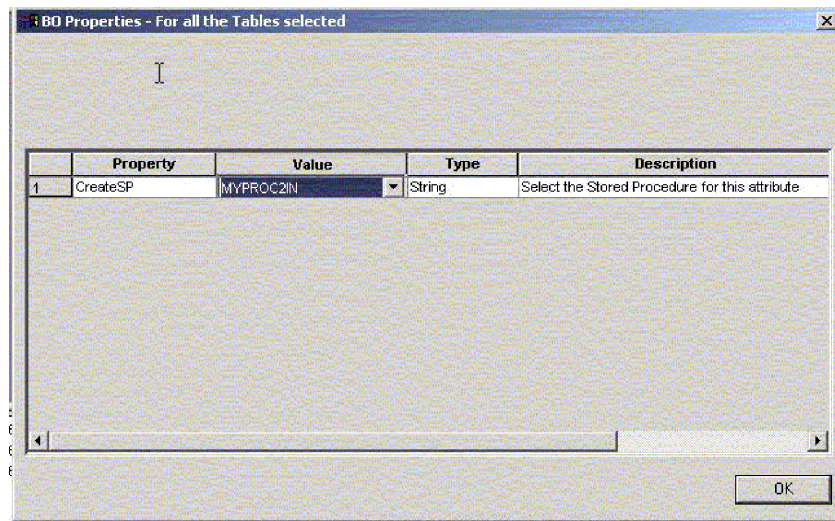 BO Properties - For all the Tables selected
Property Value Type Description
1 CreateSP MYPROC2IN String Select the Stored Procedure for this attribute
OK